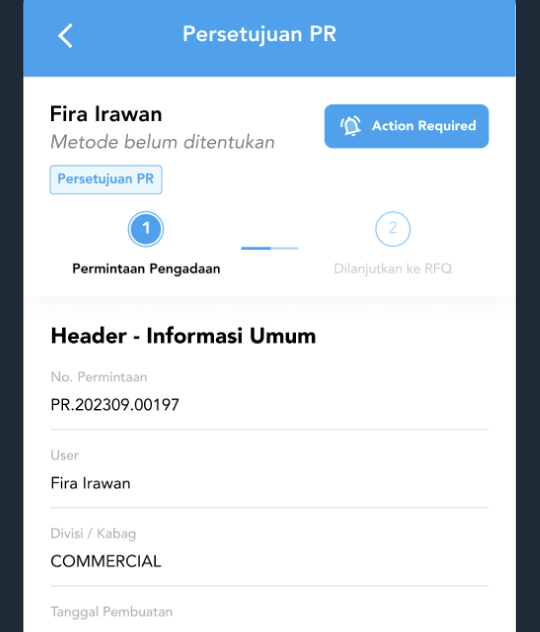 Persetujuan PR
Fira Irawan
Action Required
Metode belum ditentukan
Persetujuan PR
1
2
Permintaan Pengadaan
Dilanjutkan ke RFQ
Header - Informasi Umum
No. Permintaan
PR.202309.00197
User
Fira Irawan
Divisi / Kabag
COMMERCIAL
Tanggal Pembuatan